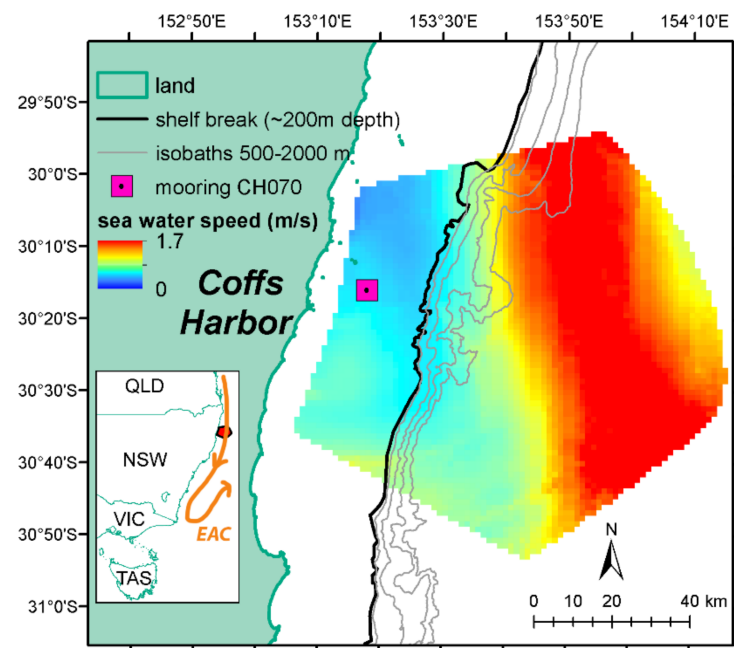 152°50'E 153°10'E 153°30'E 153°50'E 154°10'E
29°50'S
30°0'S
30°10'S
30°20'S
30°30'S
30°40'S
30°50'S
31°0'S
land
shelf break (~200m depth)
isobaths 500-2000 m
mooring CH070
sea water speed (m/s)
1.7
0
Coffs
Harbor
QLD
NSW
VIC
EAC
TAS
N
0 10 20 40 km